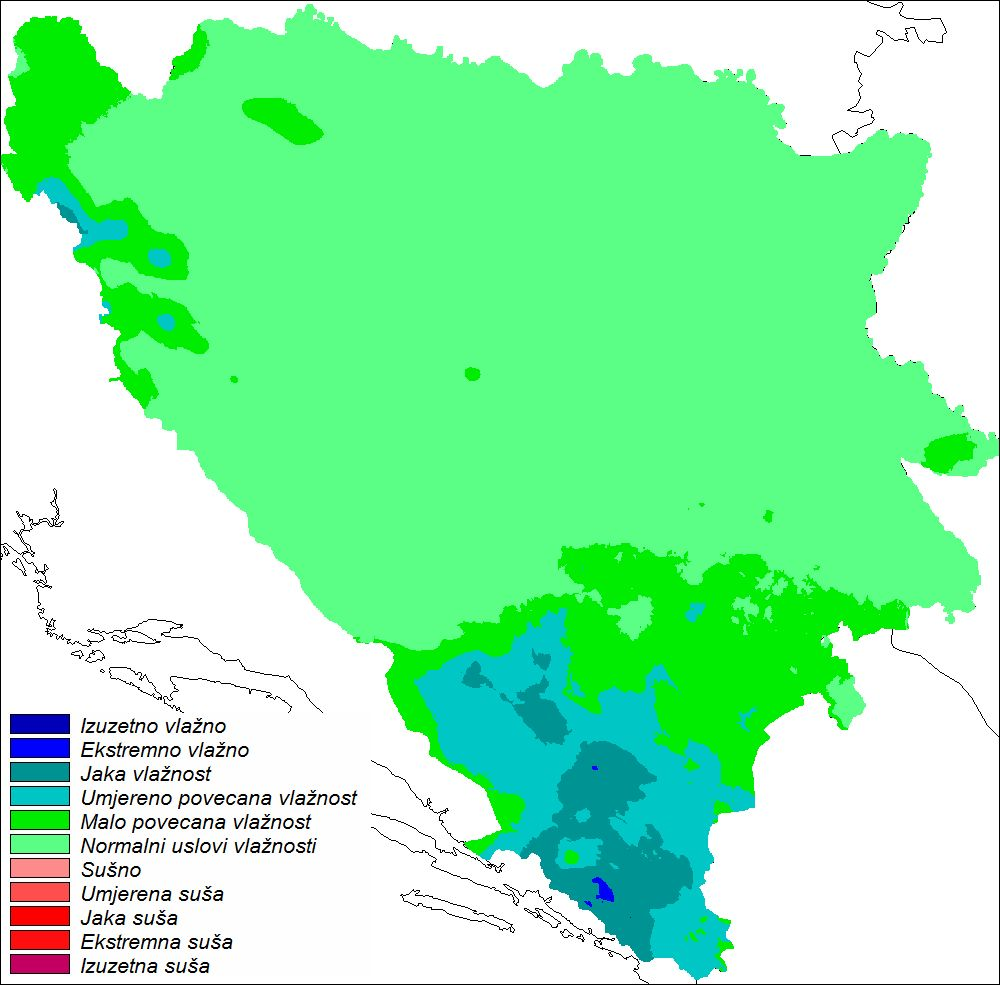 Izuzetno vlažno
Ekstremno vlažno
Jaka vlažnost
Umjereno povecana vlažnost
Malo povecana vlažnost
Normalni uslovi vlažnosti
Sušno
Umjerena suša
Jaka suša
Ekstremna suša
Izuzetna suša